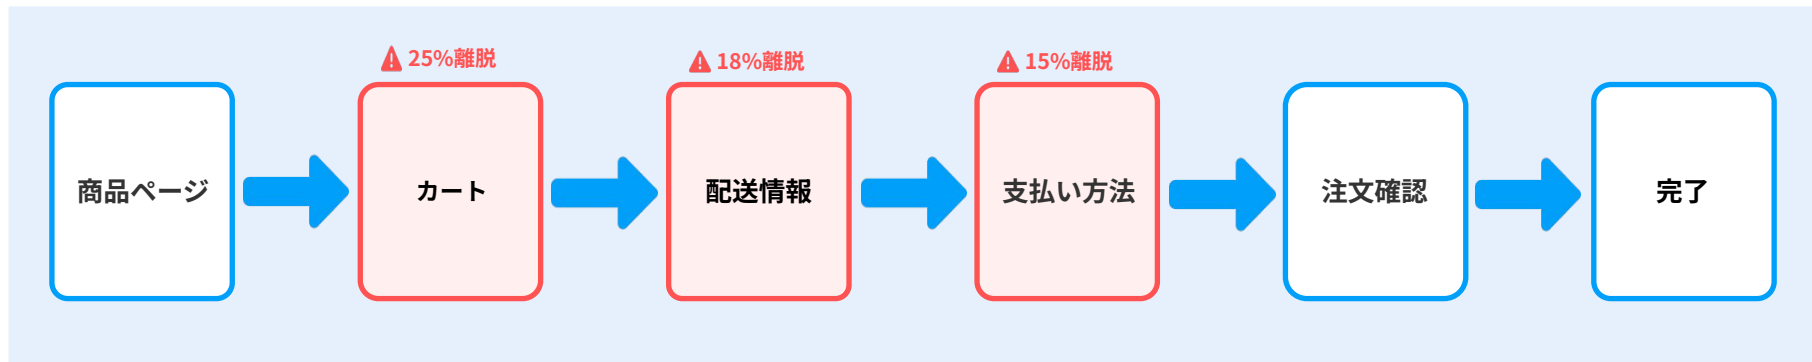 25%離脱
18%離脱
15%離脱
商品ページ
カート
配送情報
支払い方法
注文確認
完了